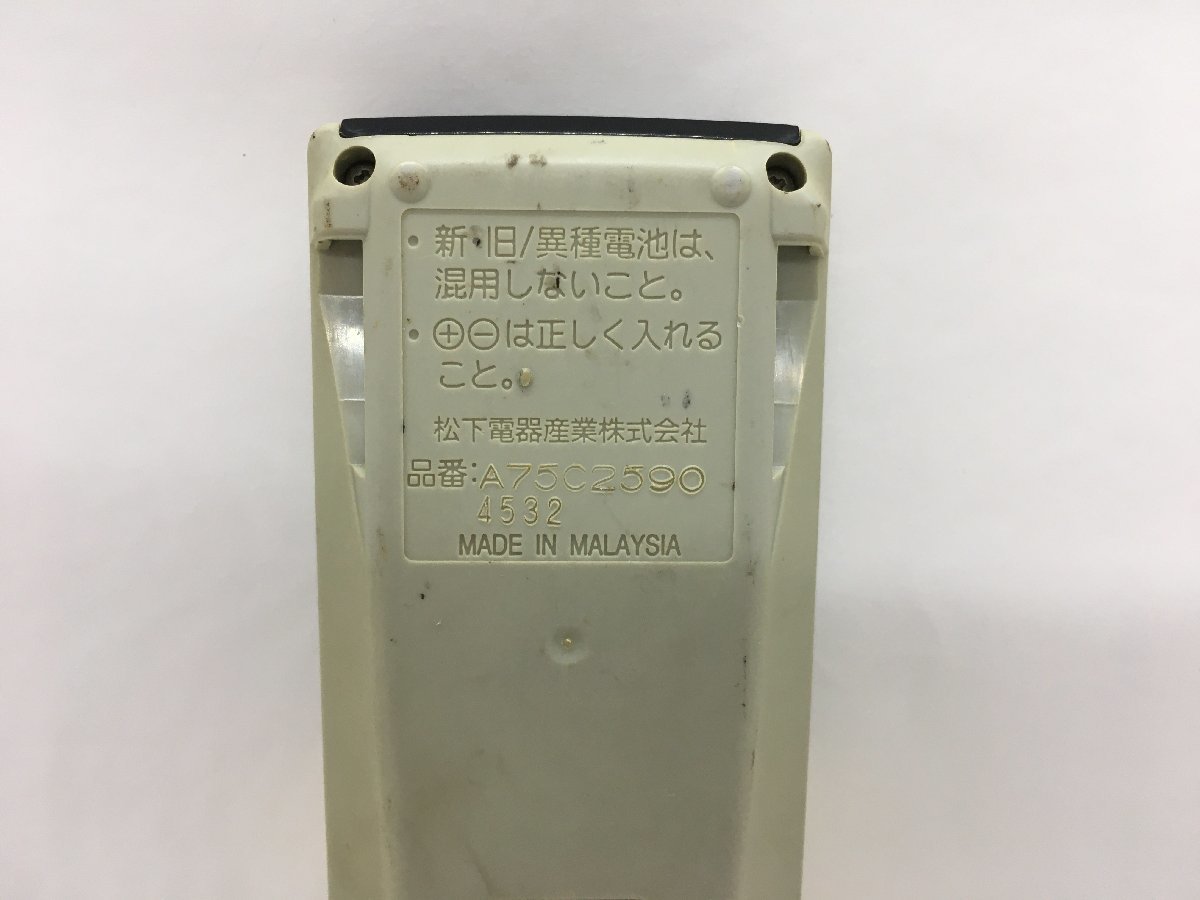 • 新・旧/異種電池は、
混用しないこと。
• ⊕⊖は正しく入れる
こと。
松下電器産業株式会社
品番:A75C2590
4532
MADE IN MALAYSIA